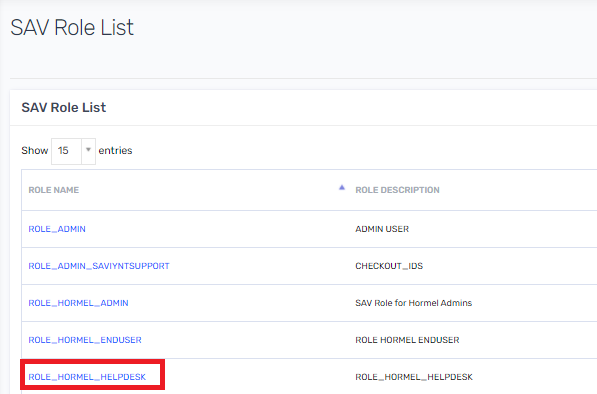 SAV Role List
SAV Role List
Show 15 entries
ROLE NAME ROLE DESCRIPTION
ROLE_ADMIN ADMIN USER
ROLE_ADMIN_SAVIYNTSUPPORT CHECKOUT_IDS
ROLE_HORMEL_ADMIN SAV Role for Hormel Admins
ROLE_HORMEL_ENDUSER ROLE HORMEL ENDUSER
ROLE_HORMEL_HELPDESK ROLE_HORMEL_HELPDESK